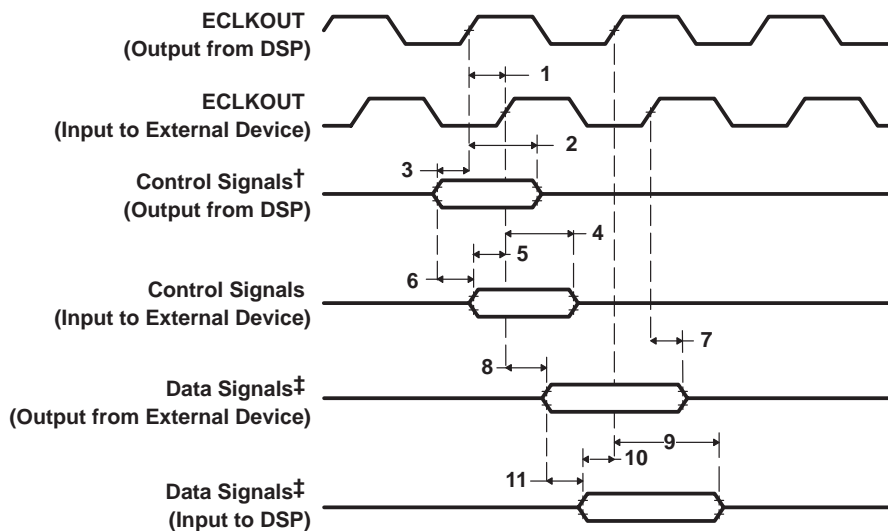 ECLKOUT
(Output from DSP)
1
ECLKOUT
(Input to External Device)
2
3
Control Signals†
(Output from DSP)
4
5
6
Control Signals
(Input to External Device)
7
8
Data Signals‡
(Output from External Device)
9
10
11
Data Signals‡
(Input to DSP)